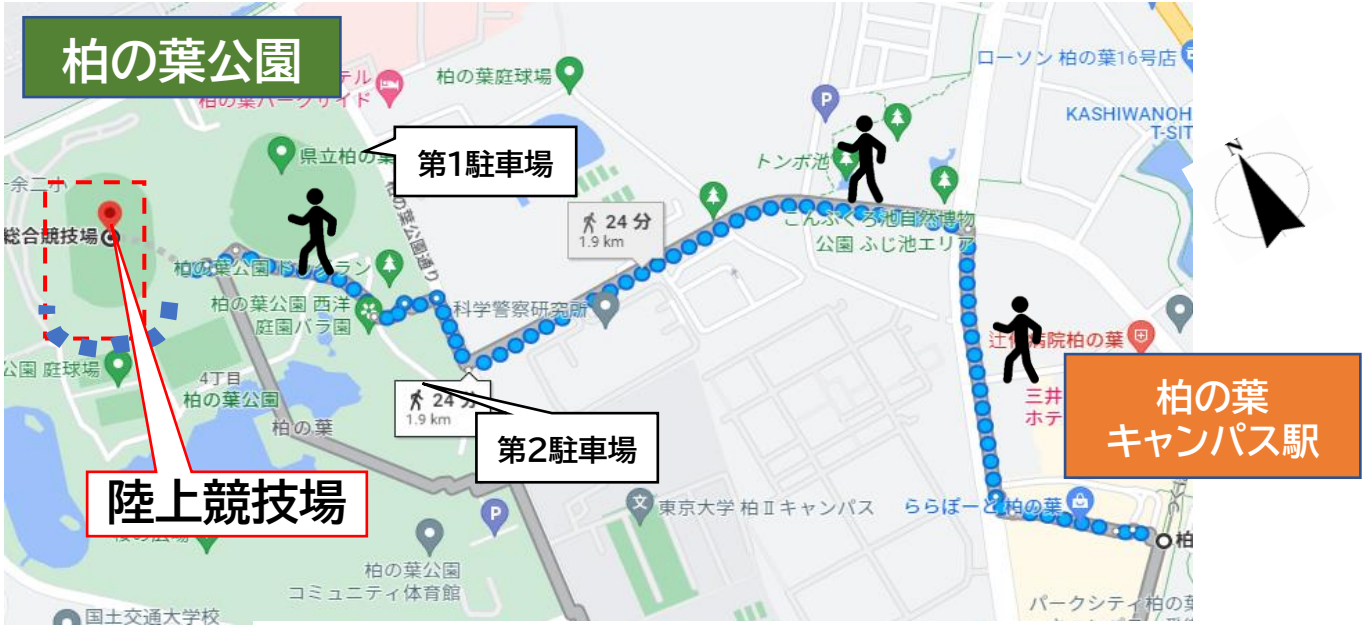 柏の葉公園
テル
柏の葉パークサイド
柏の葉庭球場
P
ローソン 柏の葉16号店
KASHIWANOH
T-SIT
N
県立柏の葉
第1駐車場
トンボ池
余二小
総合競技場
24 分
1.9 km
こんぶくろ池自然博物
公園 ふじ池エリア
柏の葉公園通り
柏の葉公園 ドッグラン
柏の葉公園 西洋
庭園バラ園
科学警察研究所
公園 庭球場
4丁目
柏の葉公園
24 分
1.9 km
柏の葉
第2駐車場
病院柏の葉
三井
ホテ
柏の葉
キャンパス駅
陸上競技場
P
文
東京大学 柏Ⅱキャンパス
ららぽーと 柏の葉
柏
柏の葉公園
コミュニティ体育館
パークシティ柏の葉
国土交通大学校